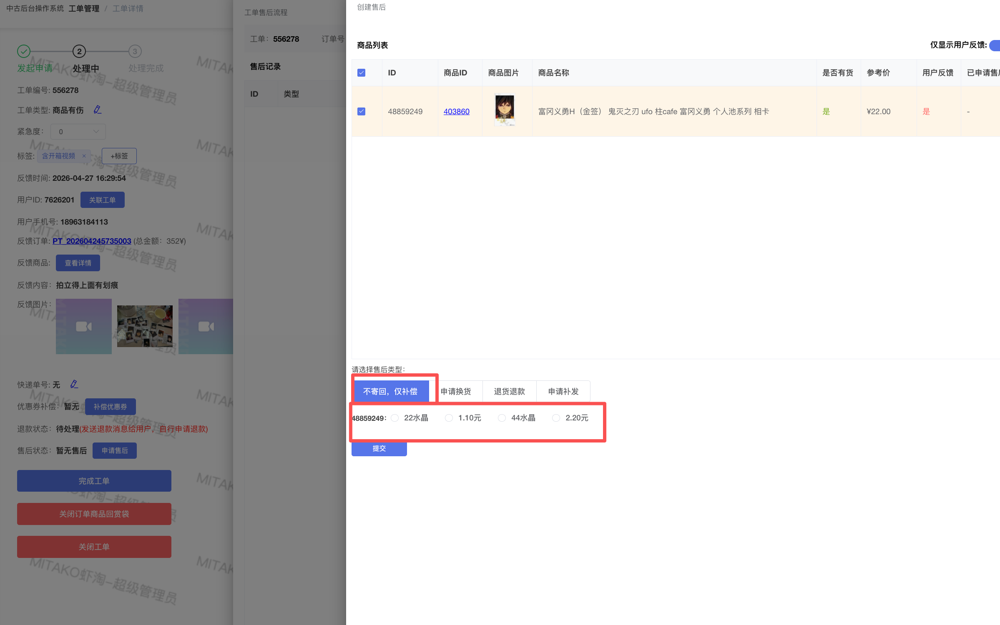 中古后台操作系统 工单管理 / 工单详情
2
3
发起申请
处理中
处理完成
工单编号: 556278
工单类型: 商品有伤
紧急度: 0
标签: 含开箱视频 ×
+标签
反馈时间: 2026-04-27 16:29:54
用户ID: 7626201 关联工单
用户手机号: 18963184113
反馈订单: PT_202604245735003 (总金额：352¥)
反馈商品: 查看详情
反馈内容: 拍立得上面有划痕
反馈图片:
快递单号: 无
优惠券补偿: 暂无 补偿优惠券
退款状态: 待处理(发送退款消息给用户，自行申请退款)
售后状态: 暂无售后 申请售后
完成工单
关闭订单商品回赏袋
关闭工单
MITAKO虾淘-超级管理员
工单售后流程
工单: 556278 订单号
售后记录
ID 类型
创建售后
商品列表
仅显示用户反馈:
ID 商品ID 商品图片 商品名称 是否有货 参考价 用户反馈 已申请售
48859249 403860 富冈义勇H（金签） 鬼灭之刃 ufo 柱cafe 富冈义勇 个人池系列 相卡 是 ¥22.00 是 -
请选择售后类型:
不寄回，仅补偿 申请换货 退货退款 申请补发
48859249: 22水晶 1.10元 44水晶 2.20元
提交